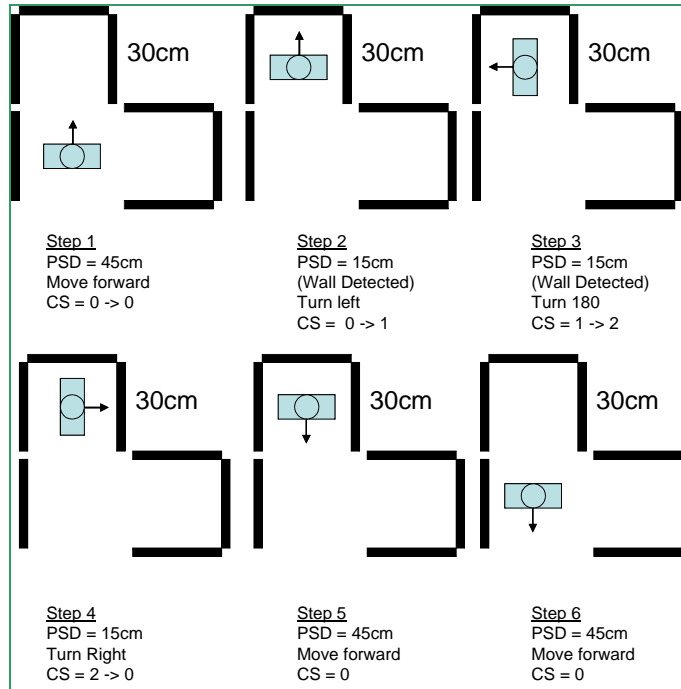 30cm
30cm
30cm
Step 1
PSD = 45cm
Move forward
CS = 0 -> 0
Step 2
PSD = 15cm
(Wall Detected)
Turn left
CS =  0 -> 1
Step 3
PSD = 15cm
(Wall Detected)
Turn 180
CS = 1 -> 2
30cm
30cm
30cm
Step 4
PSD = 15cm
Turn Right
CS = 2 -> 0
Step 5
PSD = 45cm
Move forward
CS = 0
Step 6
PSD = 45cm
Move forward
CS = 0